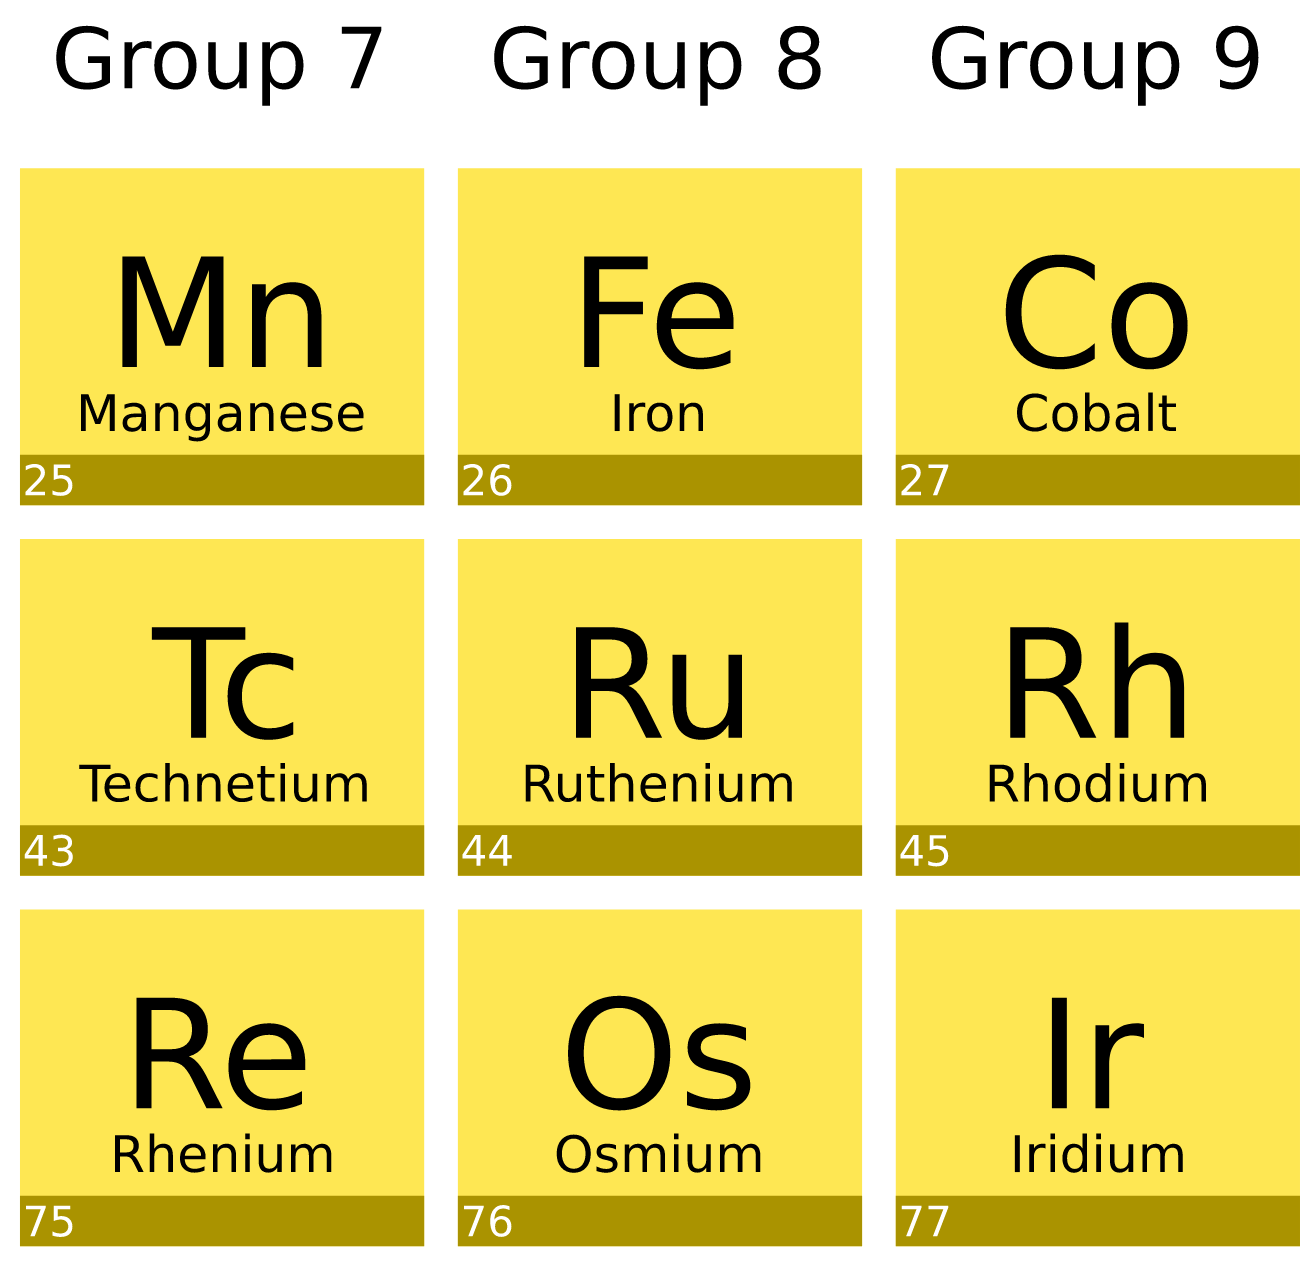 Group 7 Group 8 Group 9
Mn Fe Co
Manganese Iron Cobalt
25 26 27
Tc Ru Rh
Technetium Ruthenium Rhodium
43 44 45
Re Os Ir
Rhenium Osmium Iridium
75 76 77